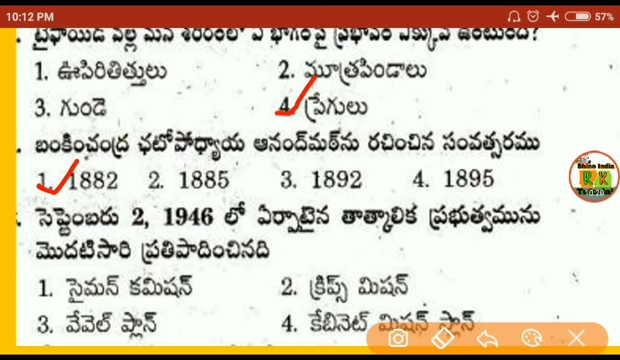 10:12 PM 57%
. టైఫాయిడ్ వల్ల మన శరీరంలో ఏ భాగంపై ప్రభావం ఎక్కువ ఉంటుంది?
1. ఊపిరితిత్తులు 2. మూత్రపిండాలు
3. గుండె 4. ప్రేగులు
. బంకించంద్ర ఛటోపాధ్యాయ ఆనంద్‌మఠ్‌ను రచించిన సంవత్సరము
1. 1882 2. 1885 3. 1892 4. 1895
. సెప్టెంబరు 2, 1946 లో ఏర్పాటైన తాత్కాలిక ప్రభుత్వమును
మొదటిసారి ప్రతిపాదించినది
1. సైమన్ కమిషన్ 2. క్రిప్స్ మిషన్
3. వేవెల్ ప్లాన్ 4. కేబినెట్ మిషన్ ప్లాన్
Shine India
RK